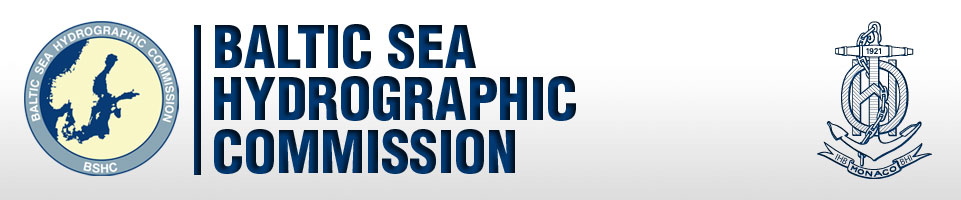 BALTIC SEA HYDROGRAPHIC COMMISSION
BSHC
BALTIC SEA
HYDROGRAPHIC
COMMISSION
1921
IHB MONACO BHI